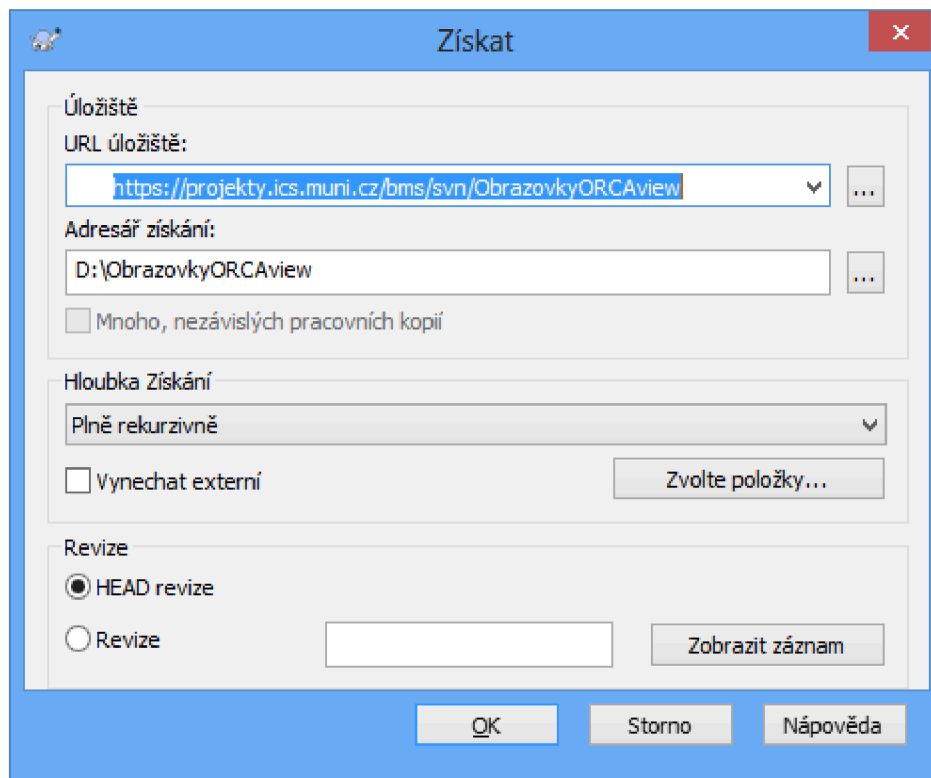 Získat
Úložiště
URL úložiště:
https://projekty.ics.muni.cz/bms/svn/ObrazovkyORCAview
...
Adresář získání:
D:\ObrazovkyORCAview
...
Mnoho, nezávislých pracovních kopií
Hloubka Získání
Plně rekurzivně
Vynechat externí
Zvolte položky...
Revize
HEAD revize
Revize
Zobrazit záznam
OK
Storno
Nápověda